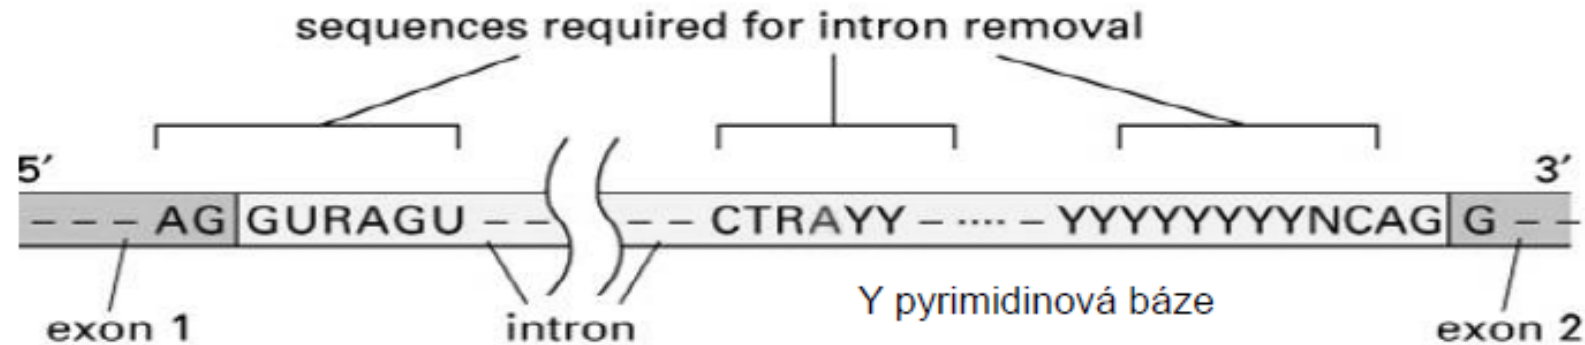 sequences required for intron removal
5′ 3′
– – – AG GURAGU – – – – – CTRAYY – ···· – YYYYYYYYNCAG G – –
Y pyrimidinová báze
exon 1 intron exon 2